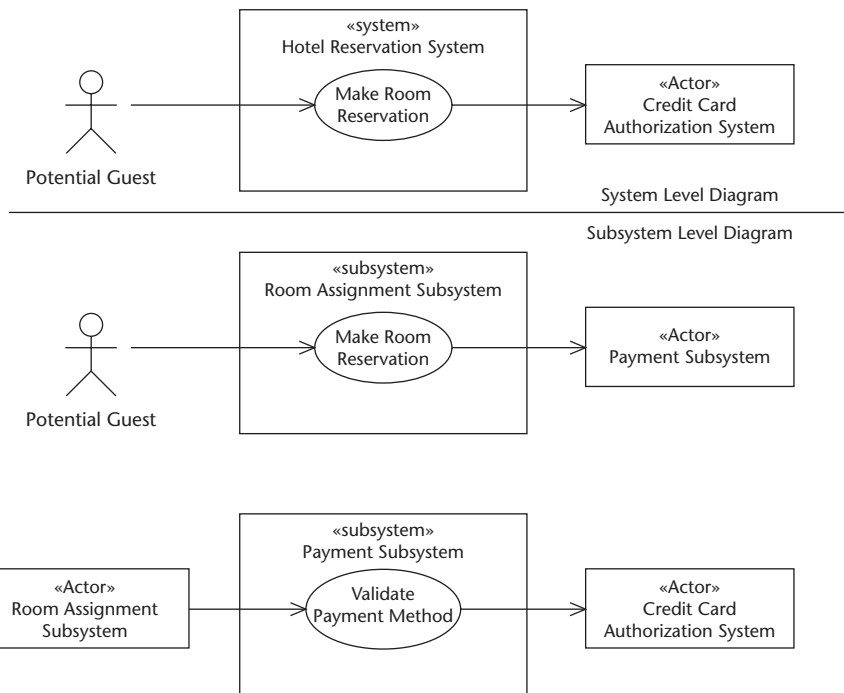 «system»
Hotel Reservation System
Make Room
Reservation
«Actor»
Credit Card
Authorization System
Potential Guest
System Level Diagram
Subsystem Level Diagram
«subsystem»
Room Assignment Subsystem
Make Room
Reservation
«Actor»
Payment Subsystem
Potential Guest
«subsystem»
Payment Subsystem
«Actor»
Room Assignment
Subsystem
Validate
Payment Method
«Actor»
Credit Card
Authorization System